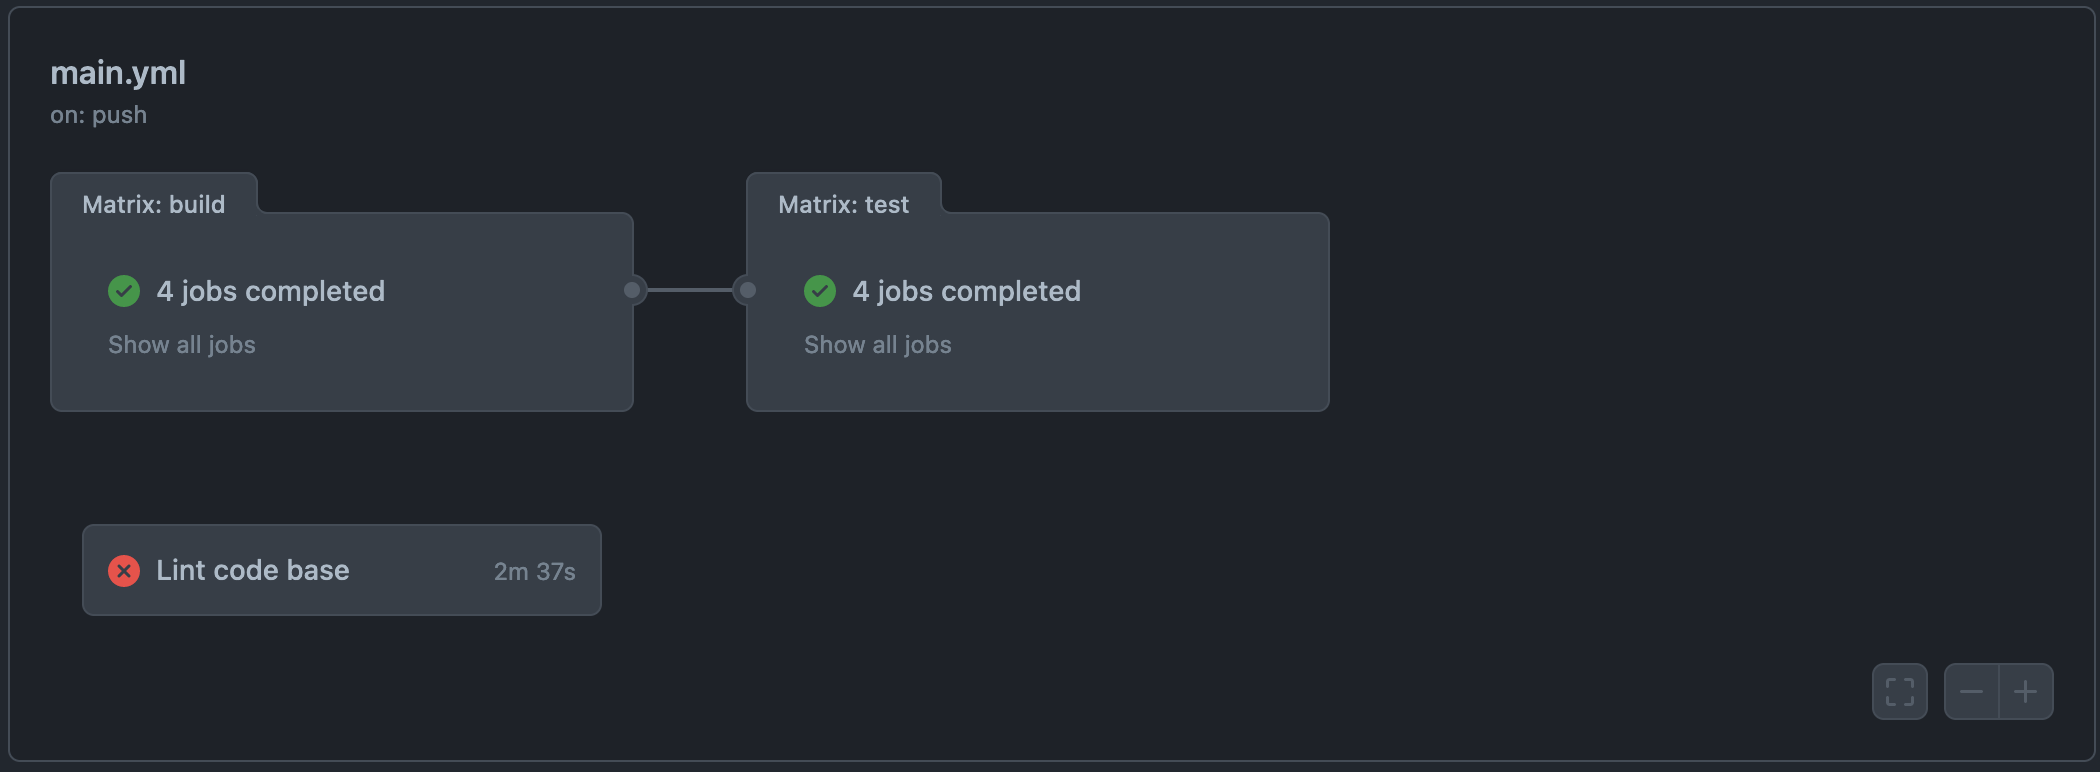 main.yml
on: push
Matrix: build
4 jobs completed
Show all jobs
Matrix: test
4 jobs completed
Show all jobs
Lint code base
2m 37s